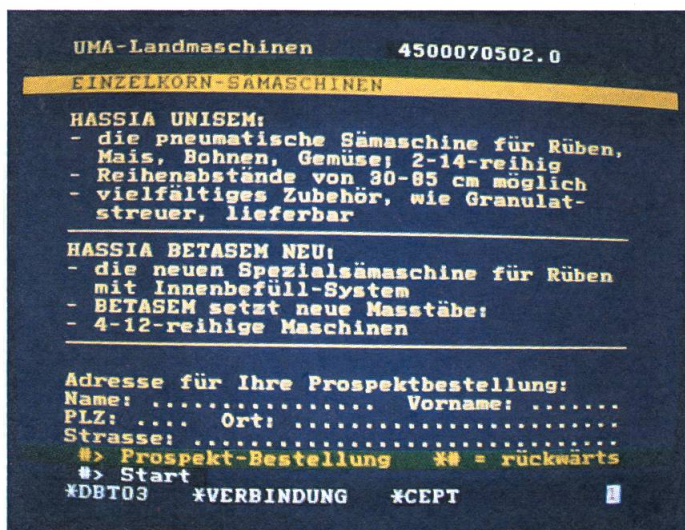 UMA-Landmaschinen 4500070502.0
EINZELKORN-SÄMASCHINEN
HASSIA UNISEM:
- die pneumatische Sämaschine für Rüben,
Mais, Bohnen, Gemüse; 2-14-reihig
- Reihenabstände von 30-85 cm möglich
- vielfältiges Zubehör, wie Granulat-
streuer, lieferbar
HASSIA BETASEM NEU:
- die neuen Spezialsämaschine für Rüben
mit Innenbefüll-System
- BETASEM setzt neue Masstäbe:
- 4-12-reihige Maschinen
Adresse für Ihre Prospektbestellung:
Name: ................ Vorname: .......
PLZ: .... Ort: .........................
Strasse: ...............................
#> Prospekt-Bestellung *# = rückwärts
#> Start
*DBT03 *VERBINDUNG *CEPT 1